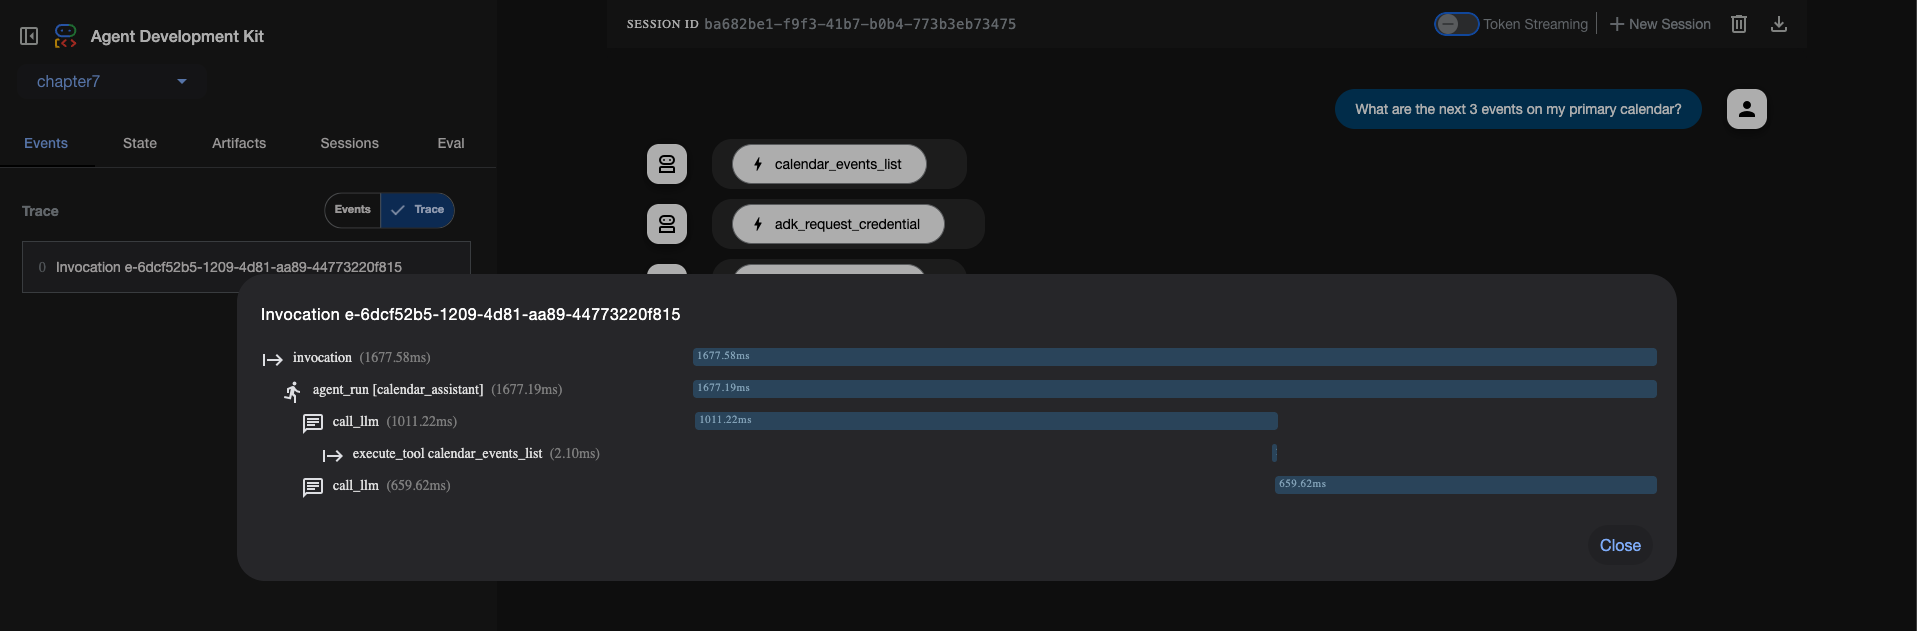 Agent Development Kit
SESSION ID ba682be1-f9f3-41b7-b0b4-773b3eb73475
Token Streaming
New Session
chapter7
What are the next 3 events on my primary calendar?
Events State Artifacts Sessions Eval
calendar_events_list
Trace
Events Trace
adk_request_credential
0 Invocation e-6dcf52b5-1209-4d81-aa89-44773220f815
Invocation e-6dcf52b5-1209-4d81-aa89-44773220f815
invocation (1677.58ms) 1677.58ms
agent_run [calendar_assistant] (1677.19ms) 1677.19ms
call_llm (1011.22ms) 1011.22ms
execute_tool calendar_events_list (2.10ms)
call_llm (659.62ms) 659.62ms
Close